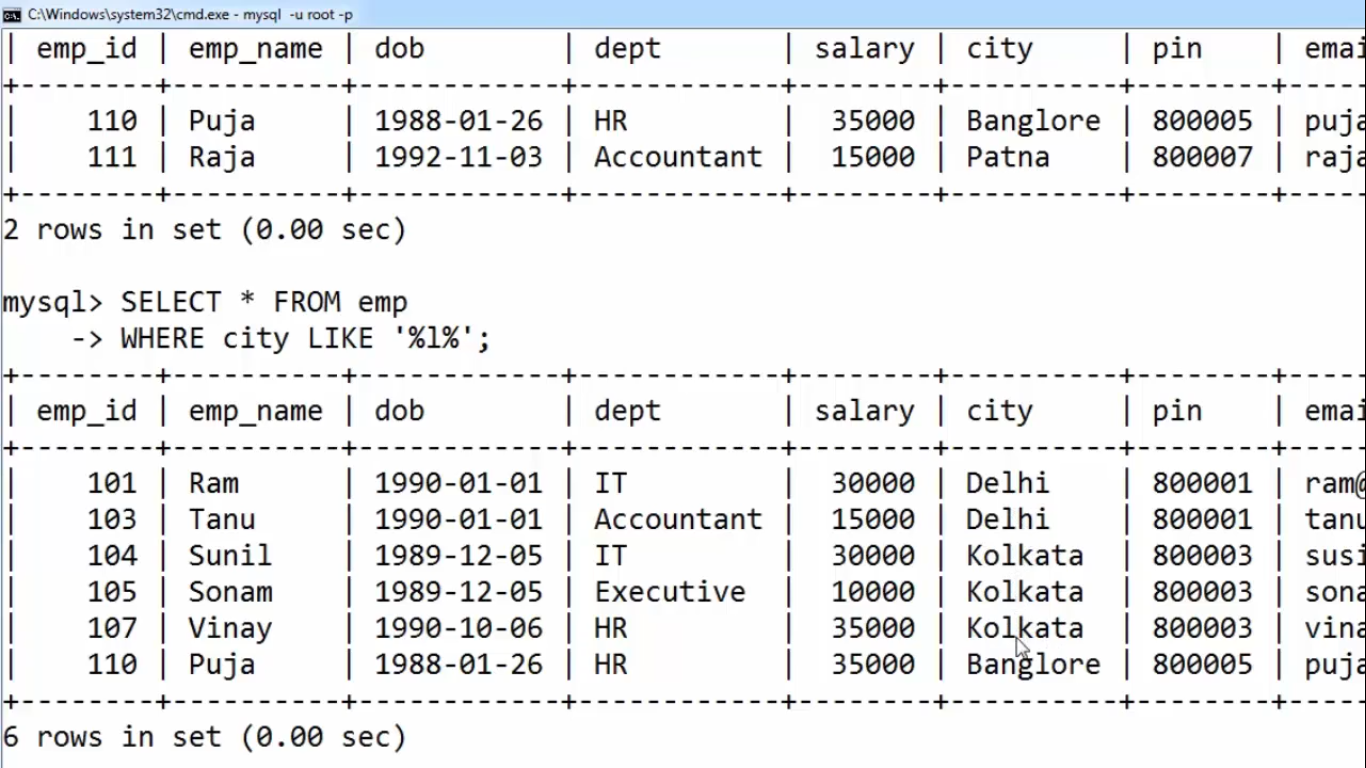 C:\Windows\system32\cmd.exe - mysql -u root -p
| emp_id | emp_name | dob | dept | salary | city | pin | emai
+--------+----------+------------+------------+--------+----------+--------+----
| 110 | Puja | 1988-01-26 | HR | 35000 | Banglore | 800005 | puja
| 111 | Raja | 1992-11-03 | Accountant | 15000 | Patna | 800007 | raja
+--------+----------+------------+------------+--------+----------+--------+----
2 rows in set (0.00 sec)
mysql> SELECT * FROM emp
-> WHERE city LIKE '%l%';
+--------+----------+------------+------------+--------+----------+--------+----
| emp_id | emp_name | dob | dept | salary | city | pin | emai
+--------+----------+------------+------------+--------+----------+--------+----
| 101 | Ram | 1990-01-01 | IT | 30000 | Delhi | 800001 | ram@
| 103 | Tanu | 1990-01-01 | Accountant | 15000 | Delhi | 800001 | tanu
| 104 | Sunil | 1989-12-05 | IT | 30000 | Kolkata | 800003 | susi
| 105 | Sonam | 1989-12-05 | Executive | 10000 | Kolkata | 800003 | sona
| 107 | Vinay | 1990-10-06 | HR | 35000 | Kolkata | 800003 | vina
| 110 | Puja | 1988-01-26 | HR | 35000 | Banglore | 800005 | puja
+--------+----------+------------+------------+--------+----------+--------+----
6 rows in set (0.00 sec)